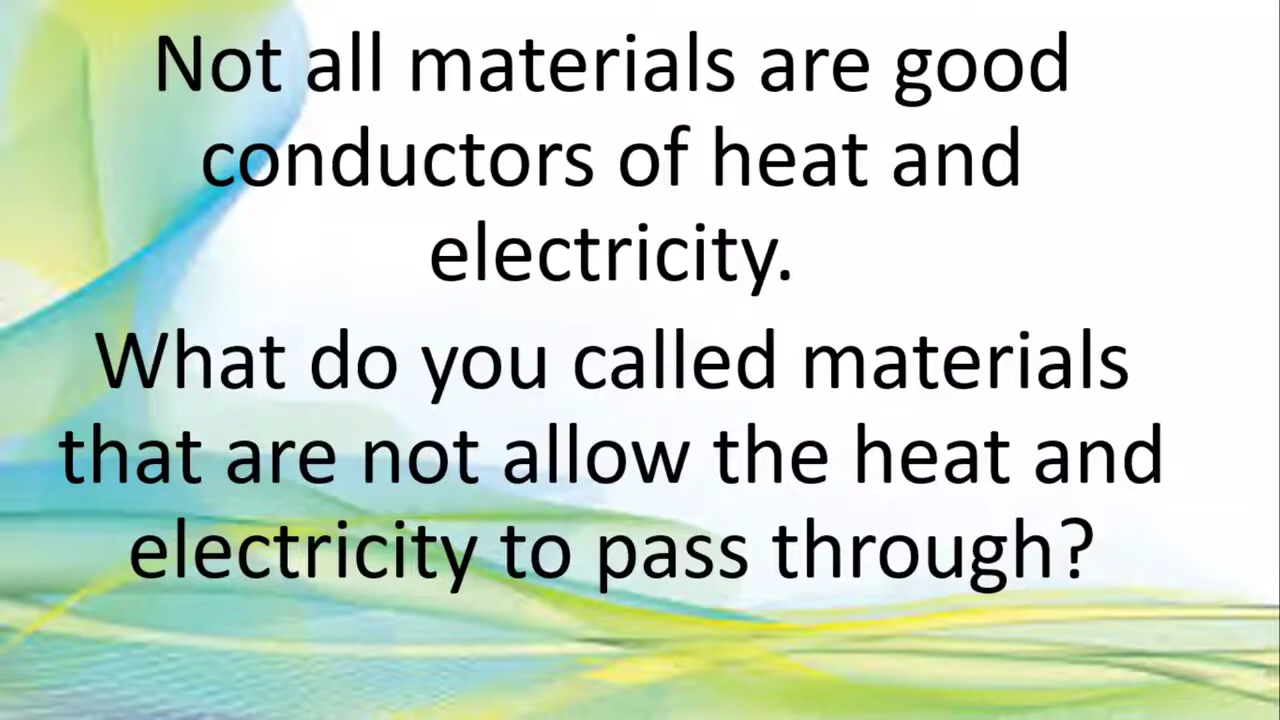 Not all materials are good
conductors of heat and
electricity.
What do you called materials
that are not allow the heat and
electricity to pass through?